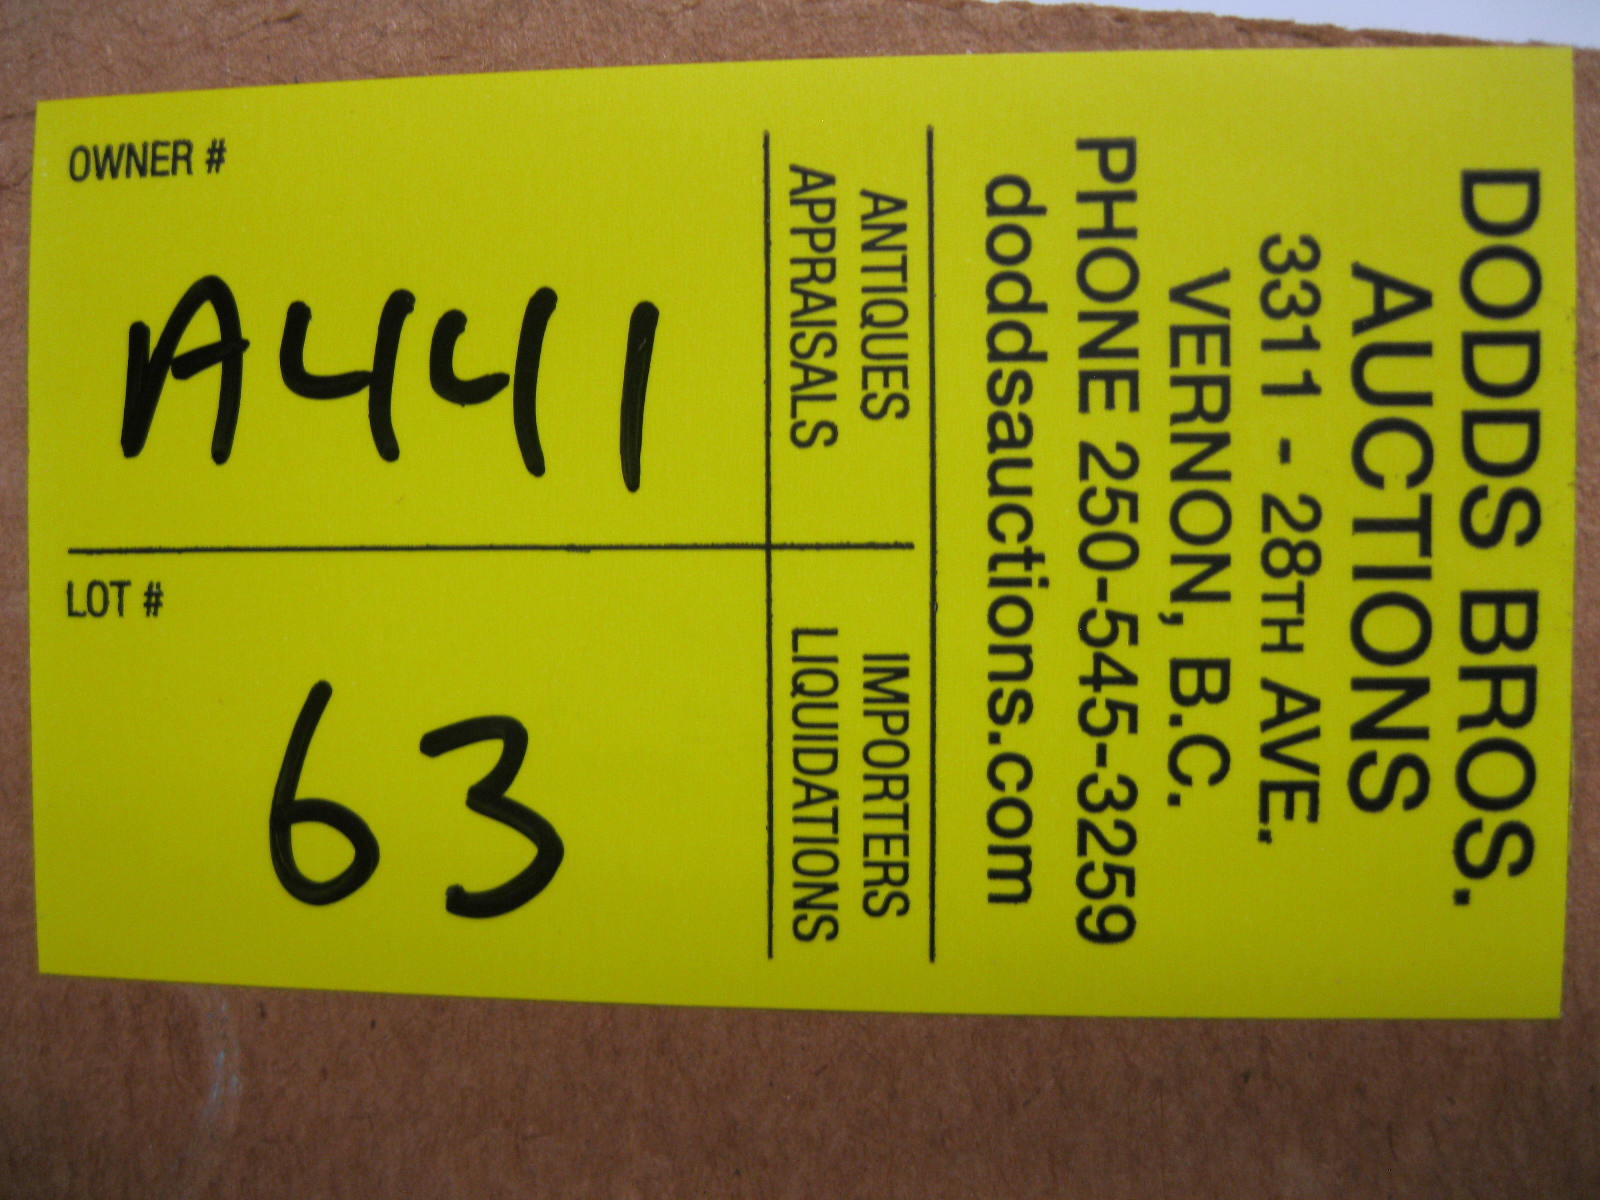 DODDS BROS.
AUCTIONS
3311 - 28TH AVE.
VERNON, B.C.
PHONE 250-545-3259
doddsauctions.com
ANTIQUES
APPRAISALS
IMPORTERS
LIQUIDATIONS
OWNER #
A441
LOT #
63